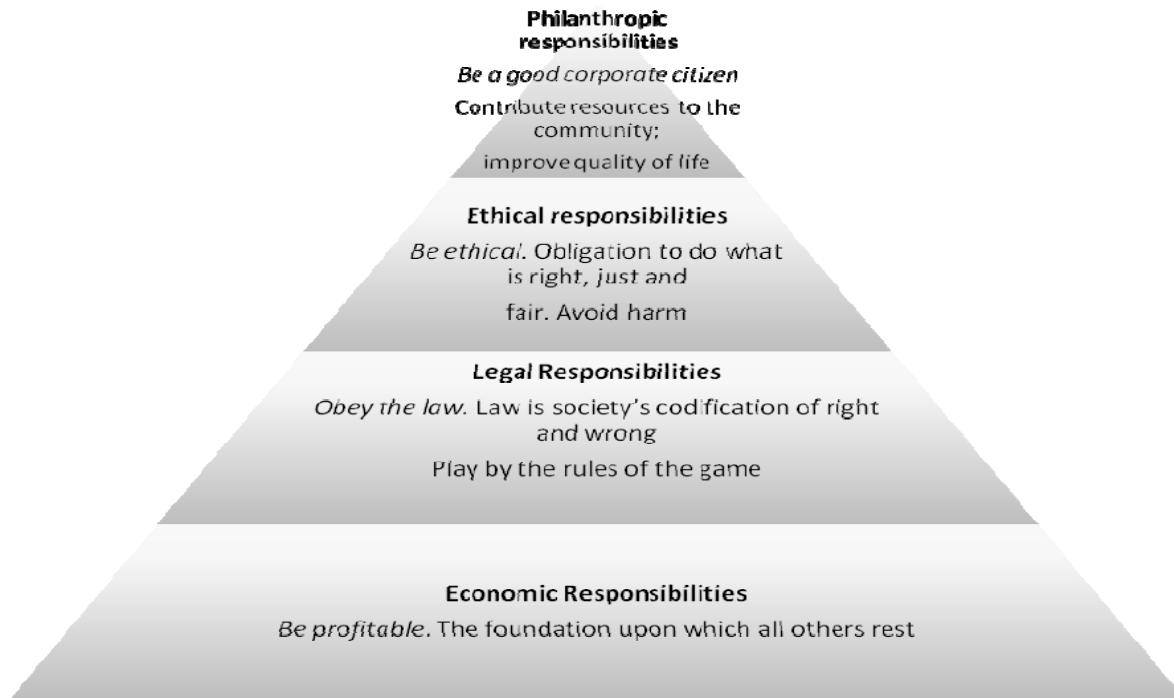 Philanthropic
responsibilities
Be a good corporate citizen
Contribute resources to the
community;
improve quality of life
Ethical responsibilities
Be ethical. Obligation to do what
is right, just and
fair. Avoid harm
Legal Responsibilities
Obey the law. Law is society’s codification of right
and wrong
Play by the rules of the game
Economic Responsibilities
Be profitable. The foundation upon which all others rest